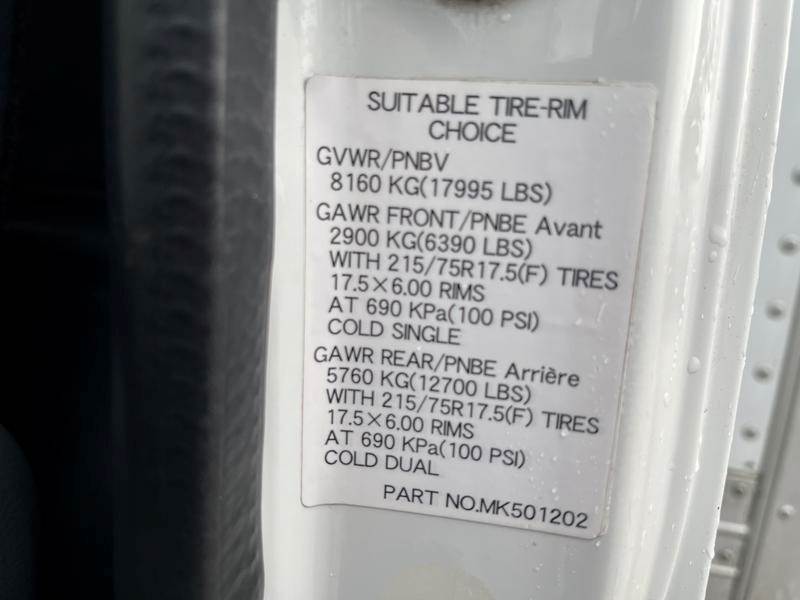 SUITABLE TIRE-RIM
CHOICE
GVWR/PNBV
8160 KG(17995 LBS)
GAWR FRONT/PNBE Avant
2900 KG(6390 LBS)
WITH 215/75R17.5(F) TIRES
17.5×6.00 RIMS
AT 690 KPa(100 PSI)
COLD SINGLE
GAWR REAR/PNBE Arrière
5760 KG(12700 LBS)
WITH 215/75R17.5(F) TIRES
17.5×6.00 RIMS
AT 690 KPa(100 PSI)
COLD DUAL
PART NO.MK501202